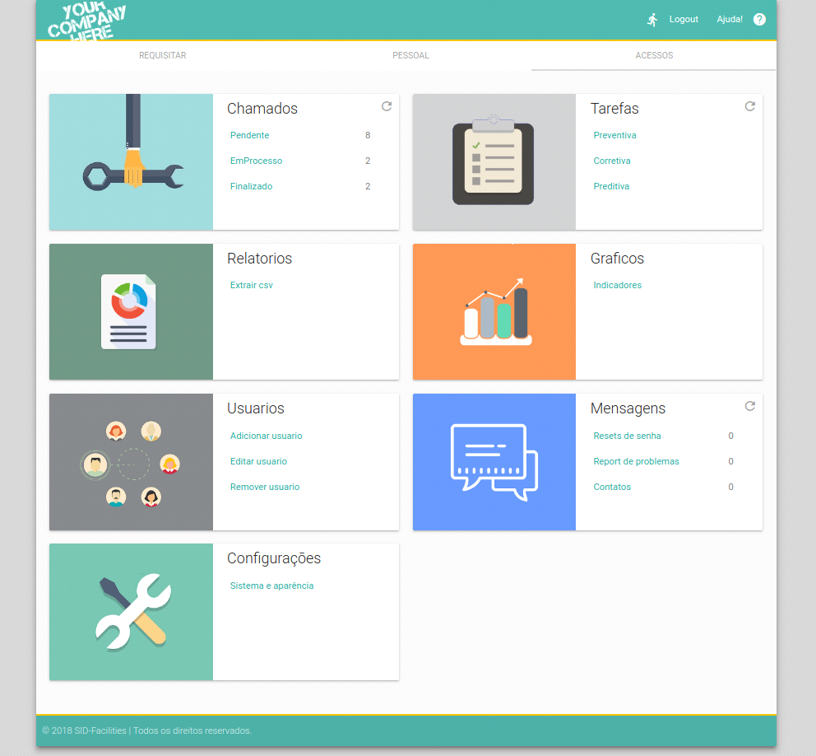 YOUR
COMPANY
HERE
Logout Ajuda! ?
REQUISITAR PESSOAL ACESSOS
Chamados
Pendente 8
EmProcesso 2
Finalizado 2
Tarefas
Preventiva
Corretiva
Preditiva
Relatorios
Extrair csv
Graficos
Indicadores
Usuarios
Adicionar usuario
Editar usuario
Remover usuario
Mensagens
Resets de senha 0
Report de problemas 0
Contatos 0
Configurações
Sistema e aparência
© 2018 SID-Facilities | Todos os direitos reservados.